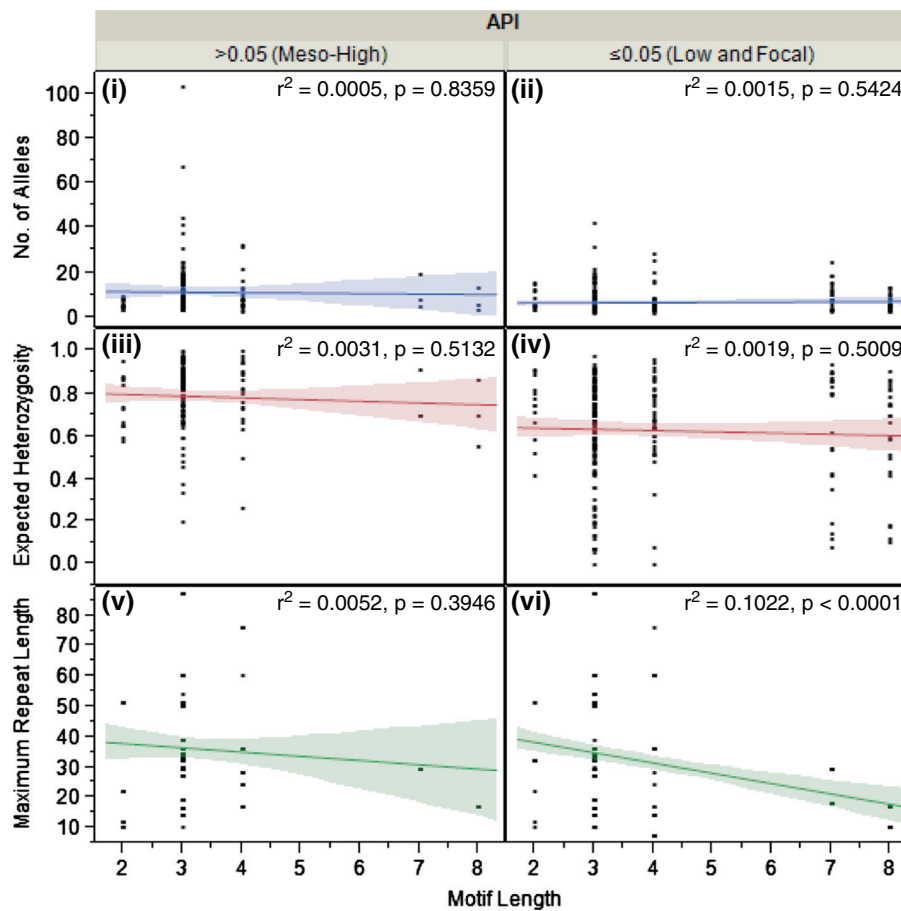 API
>0.05 (Meso-High) ≤0.05 (Low and Focal)
(i) r² = 0.0005, p = 0.8359
(ii) r² = 0.0015, p = 0.5424
No. of Alleles
100
80
60
40
20
10
0
(iii) r² = 0.0031, p = 0.5132
(iv) r² = 0.0019, p = 0.5009
Expected Heterozygosity
1.0
0.8
0.6
0.4
0.2
0.0
(v) r² = 0.0052, p = 0.3946
(vi) r² = 0.1022, p < 0.0001
Maximum Repeat Length
80
70
60
50
40
30
20
10
2 3 4 5 6 7 8 2 3 4 5 6 7 8
Motif Length